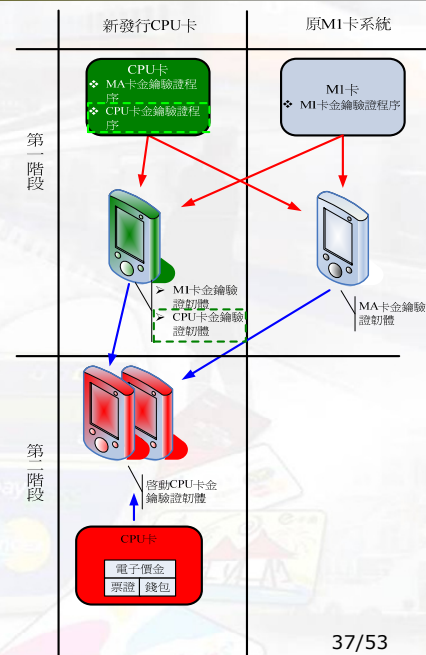 新發行CPU卡
原M1卡系統
第一階段
CPU卡
❖ MA卡金鑰驗證程
序
❖ CPU卡金鑰驗證程
序
M1卡
❖ M1卡金鑰驗證程序
➢ M1卡金鑰驗
證韌體
➢ CPU卡金鑰驗
證韌體
MA卡金鑰驗
證韌體
第二階段
啓動CPU卡金
鑰驗證韌體
CPU卡
電子價金
票證 錢包
37/53